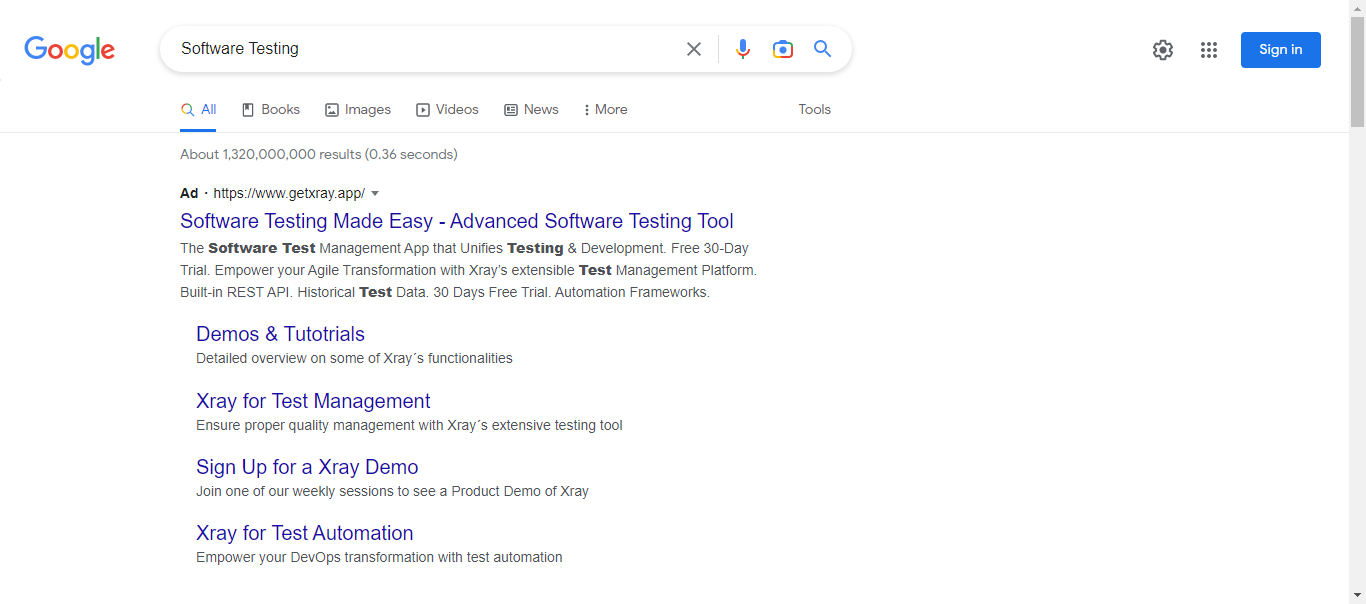 Google
Software Testing
Sign in
All Books Images Videos News More Tools
About 1,320,000,000 results (0.36 seconds)
Ad · https://www.getxray.app/
Software Testing Made Easy - Advanced Software Testing Tool
The Software Test Management App that Unifies Testing & Development. Free 30-Day
Trial. Empower your Agile Transformation with Xray's extensible Test Management Platform.
Built-in REST API. Historical Test Data. 30 Days Free Trial. Automation Frameworks.
Demos & Tutotrials
Detailed overview on some of Xray´s functionalities
Xray for Test Management
Ensure proper quality management with Xray´s extensive testing tool
Sign Up for a Xray Demo
Join one of our weekly sessions to see a Product Demo of Xray
Xray for Test Automation
Empower your DevOps transformation with test automation